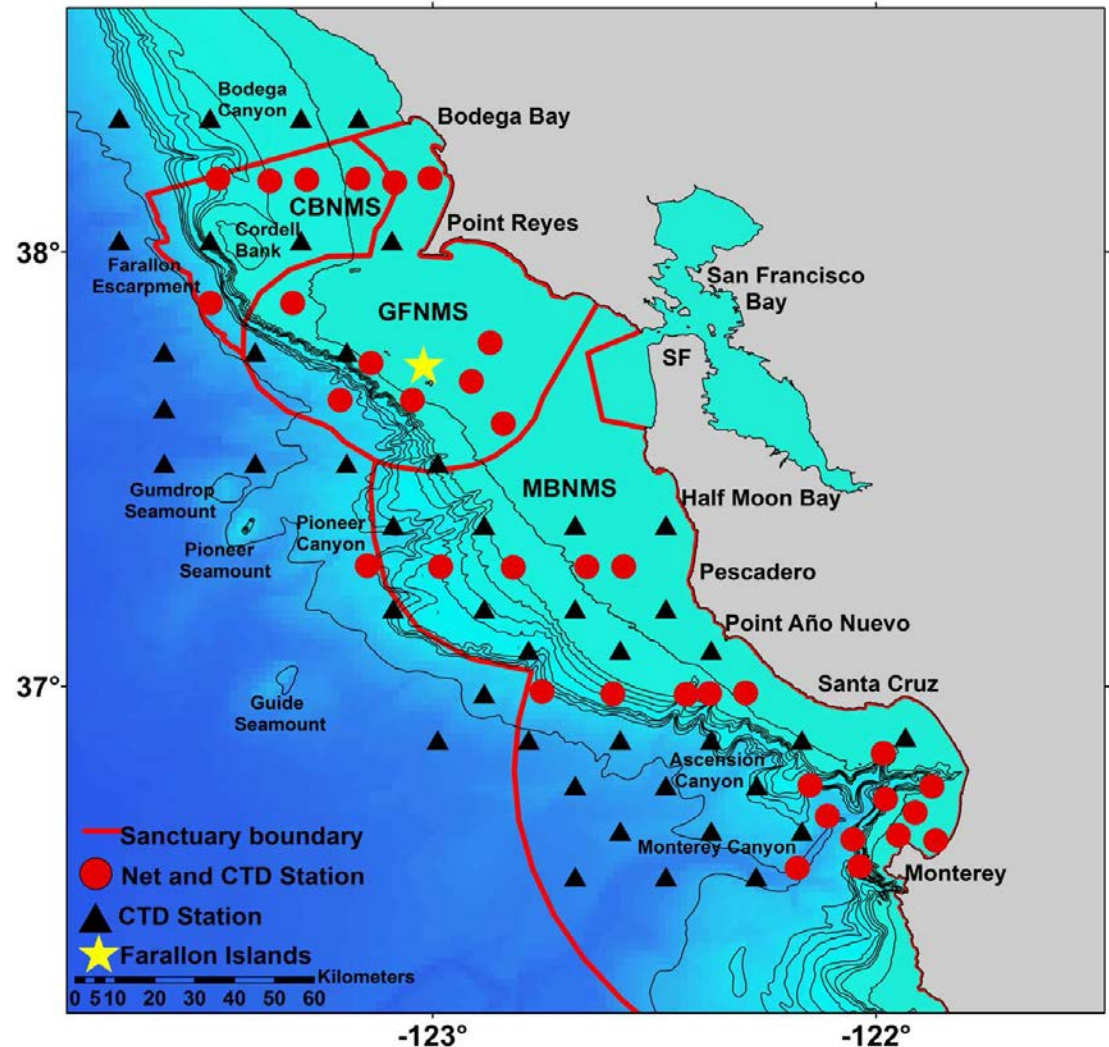 Bodega
Canyon
Bodega Bay
CBNMS
Point Reyes
38°
Cordell
Bank
Farallon
Escarpment
San Francisco
Bay
GFNMS
SF
MBNMS
Half Moon Bay
Gumdrop
Seamount
Pioneer
Canyon
Pioneer
Seamount
Pescadero
Point Año Nuevo
37°
Santa Cruz
Guide
Seamount
Ascension
Canyon
Monterey Canyon
Monterey
Sanctuary boundary
Net and CTD Station
CTD Station
Farallon Islands
Kilometers
0 5 10 20 30 40 50 60
-123°
-122°